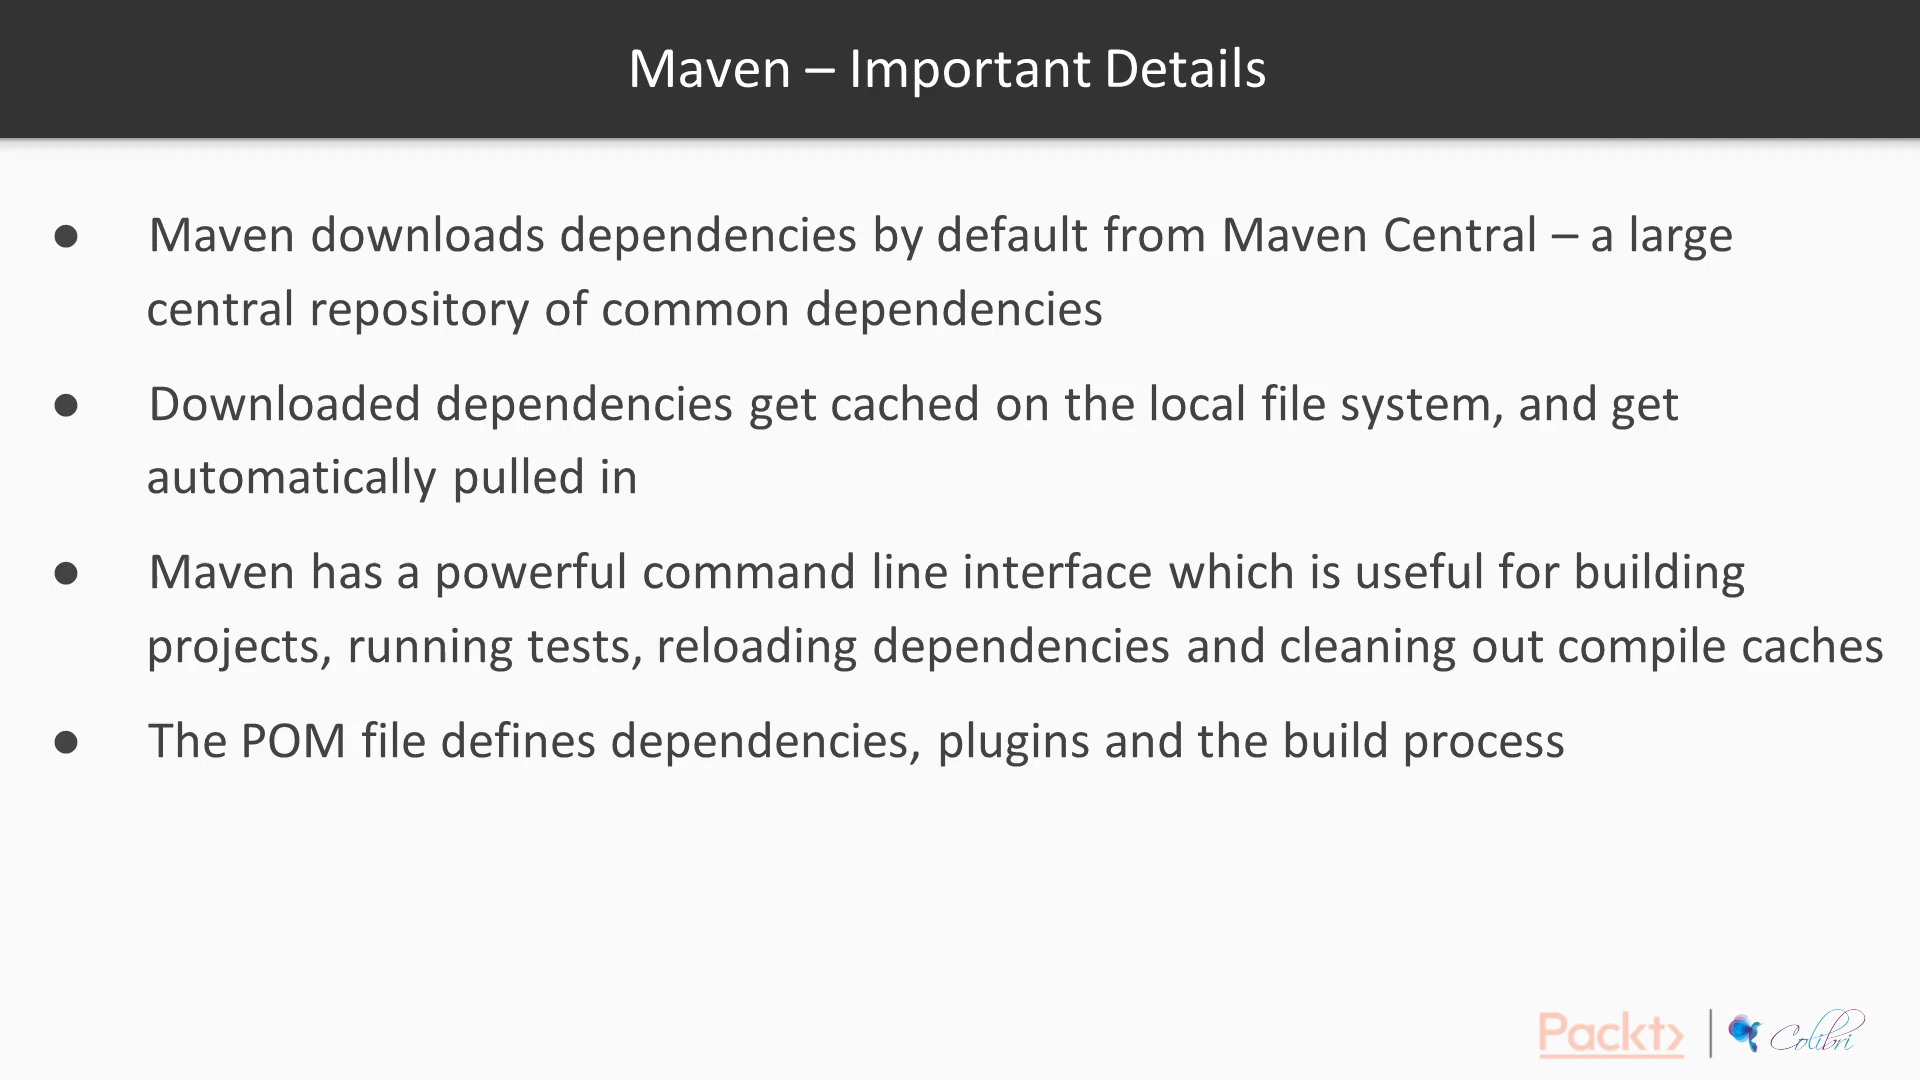 Maven – Important Details
● Maven downloads dependencies by default from Maven Central – a large
central repository of common dependencies
● Downloaded dependencies get cached on the local file system, and get
automatically pulled in
● Maven has a powerful command line interface which is useful for building
projects, running tests, reloading dependencies and cleaning out compile caches
● The POM file defines dependencies, plugins and the build process
Packt> | Colibri